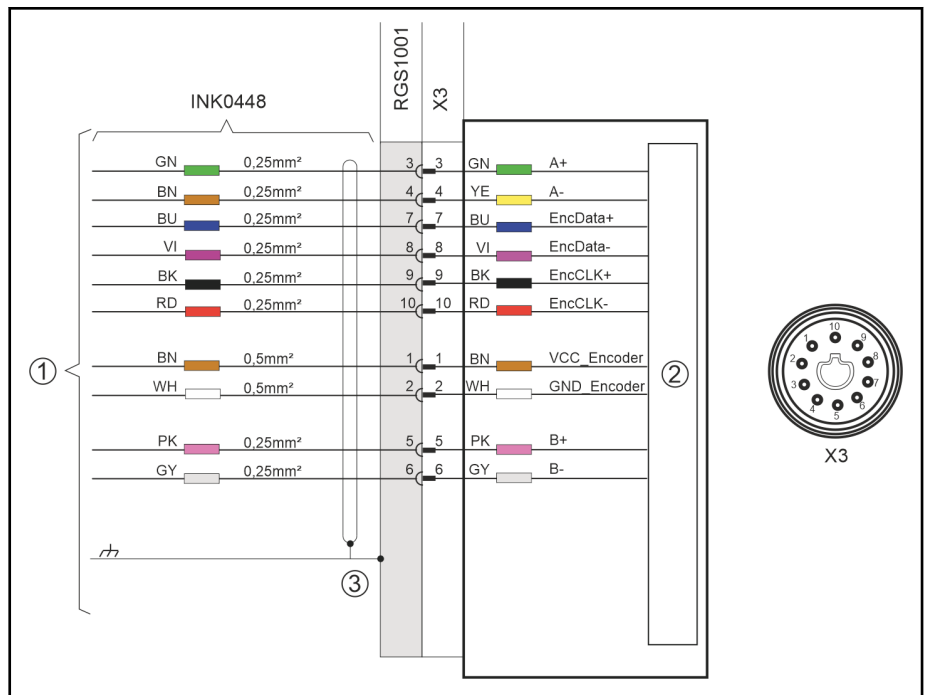 INK0448
RGS1001
X3
GN 0,25mm² 3 3 GN A+
BN 0,25mm² 4 4 YE A-
BU 0,25mm² 7 7 BU EncData+
VI 0,25mm² 8 8 VI EncData-
BK 0,25mm² 9 9 BK EncCLK+
RD 0,25mm² 10 10 RD EncCLK-
BN 0,5mm² 1 1 BN VCC_Encoder
WH 0,5mm² 2 2 WH GND_Encoder
PK 0,25mm² 5 5 PK B+
GY 0,25mm² 6 6 GY B-
1
2
3
10
1 9
2 8
3 7
4 6
5
X3